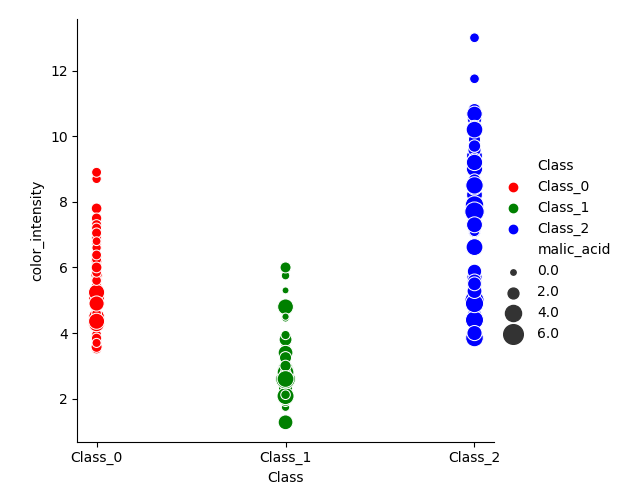 12
10
8
6
4
2
color_intensity
Class_0
Class_1
Class_2
Class
Class
Class_0
Class_1
Class_2
malic_acid
0.0
2.0
4.0
6.0